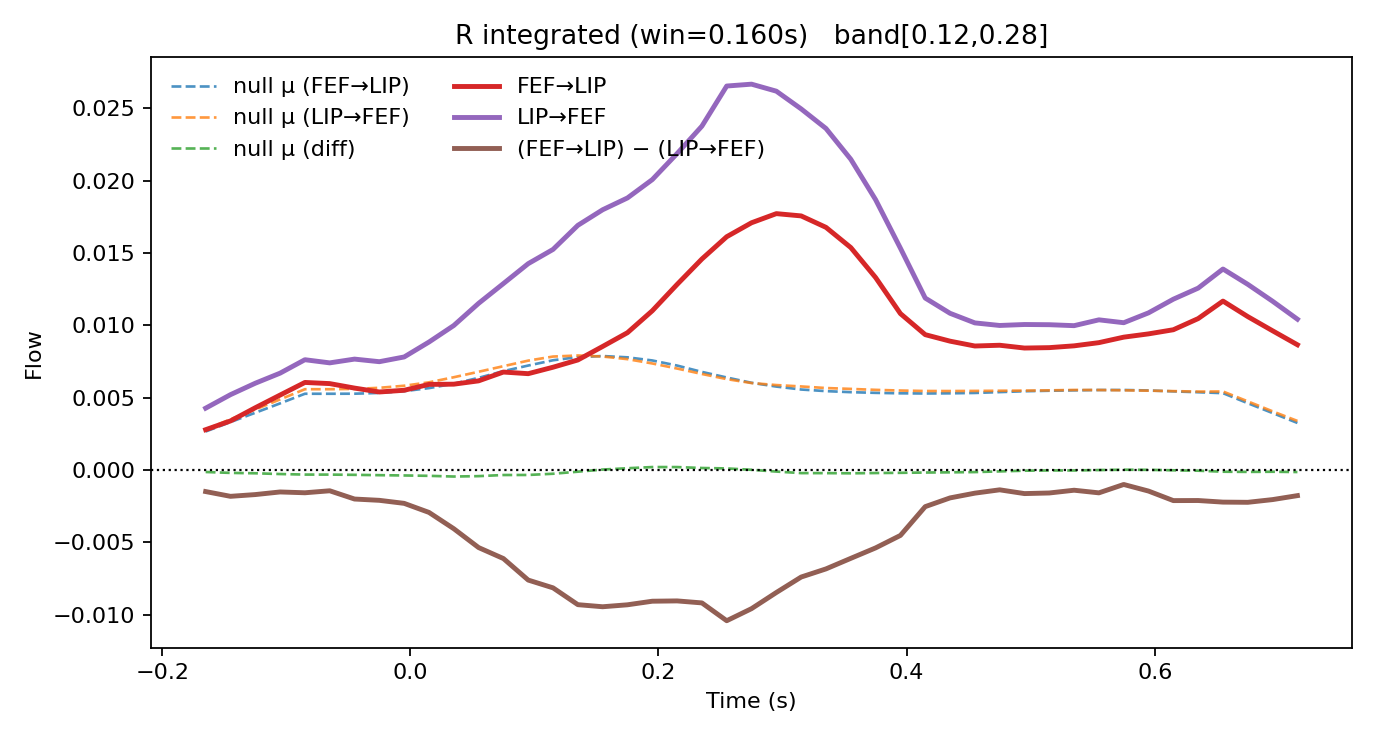 R integrated (win=0.160s)   band[0.12,0.28]
null μ (FEF→LIP)
null μ (LIP→FEF)
null μ (diff)
FEF→LIP
LIP→FEF
(FEF→LIP) − (LIP→FEF)
Flow
0.025
0.020
0.015
0.010
0.005
0.000
−0.005
−0.010
−0.2 0.0 0.2 0.4 0.6
Time (s)